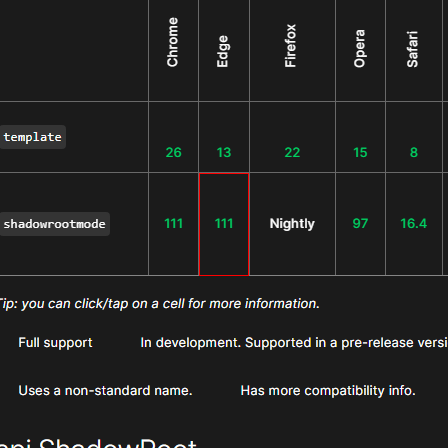 Chrome Edge Firefox Opera Safari
template
26 13 22 15 8
shadowrootmode 111 111 Nightly 97 16.4
Tip: you can click/tap on a cell for more information.
Full support In development. Supported in a pre-release versi
Uses a non-standard name. Has more compatibility info.
ShadowRoot